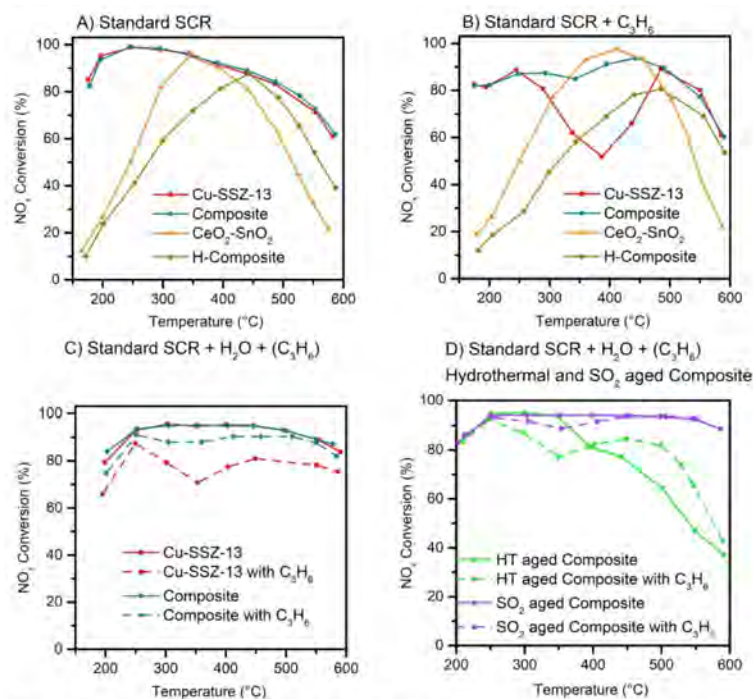 A) Standard SCR
NOx Conversion (%)
100
80
60
40
20
0
Cu-SSZ-13
Composite
CeO2-SnO2
H-Composite
200 300 400 500 600
Temperature (°C)
B) Standard SCR + C3H6
NOx Conversion (%)
100
80
60
40
20
0
Cu-SSZ-13
Composite
CeO2-SnO2
H-Composite
200 300 400 500 600
Temperature (°C)
C) Standard SCR + H2O + (C3H6)
NOx Conversion (%)
100
80
60
40
20
0
Cu-SSZ-13
Cu-SSZ-13 with C3H6
Composite
Composite with C3H6
200 300 400 500 600
Temperature (°C)
D) Standard SCR + H2O + (C3H6)
Hydrothermal and SO2 aged Composite
NOx Conversion (%)
100
80
60
40
20
0
HT aged Composite
HT aged Composite with C3H6
SO2 aged Composite
SO2 aged Composite with C3H6
200 300 400 500 600
Temperature (°C)